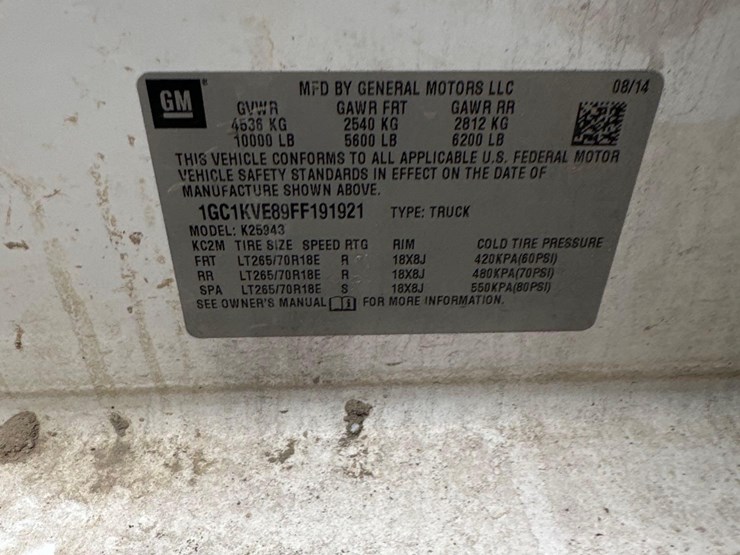 GM
MFD BY GENERAL MOTORS LLC 08/14
GVWR GAWR FRT GAWR RR
4536 KG 2540 KG 2812 KG
10000 LB 5600 LB 6200 LB
THIS VEHICLE CONFORMS TO ALL APPLICABLE U.S. FEDERAL MOTOR
VEHICLE SAFETY STANDARDS IN EFFECT ON THE DATE OF
MANUFACTURE SHOWN ABOVE.
1GC1KVE89FF191921 TYPE: TRUCK
MODEL: K25943
KC2M TIRE SIZE SPEED RTG RIM COLD TIRE PRESSURE
FRT LT265/70R18E R 18X8J 420KPA(60PSI)
RR LT265/70R18E R 18X8J 480KPA(70PSI)
SPA LT265/70R18E S 18X8J 550KPA(80PSI)
SEE OWNER'S MANUAL FOR MORE INFORMATION.